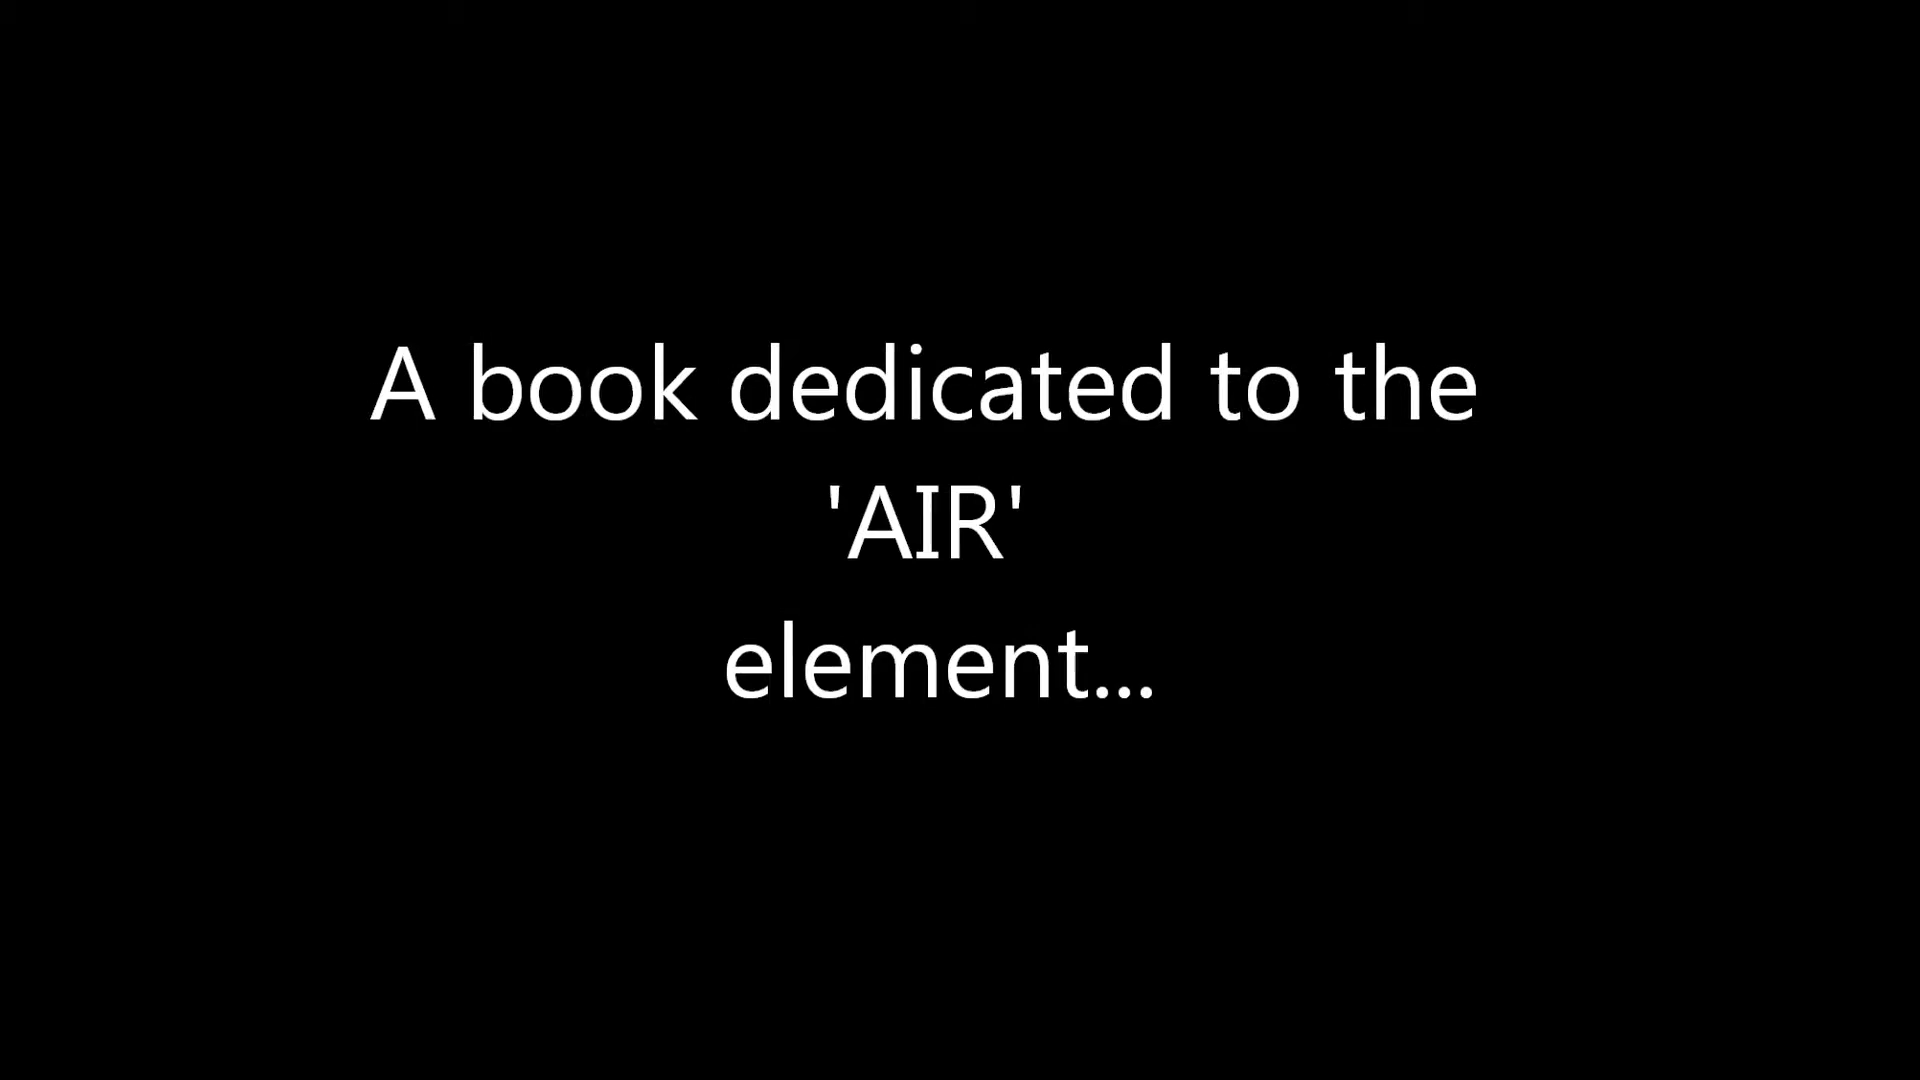 A book dedicated to the
'AIR'
element...